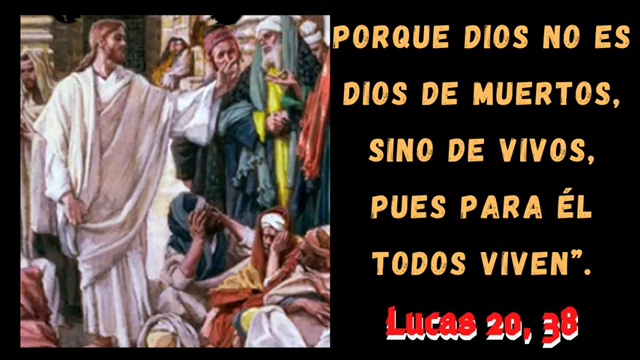 PORQUE DIOS NO ES
DIOS DE MUERTOS,
SINO DE VIVOS,
PUES PARA ÉL
TODOS VIVEN”.
Lucas 20, 38